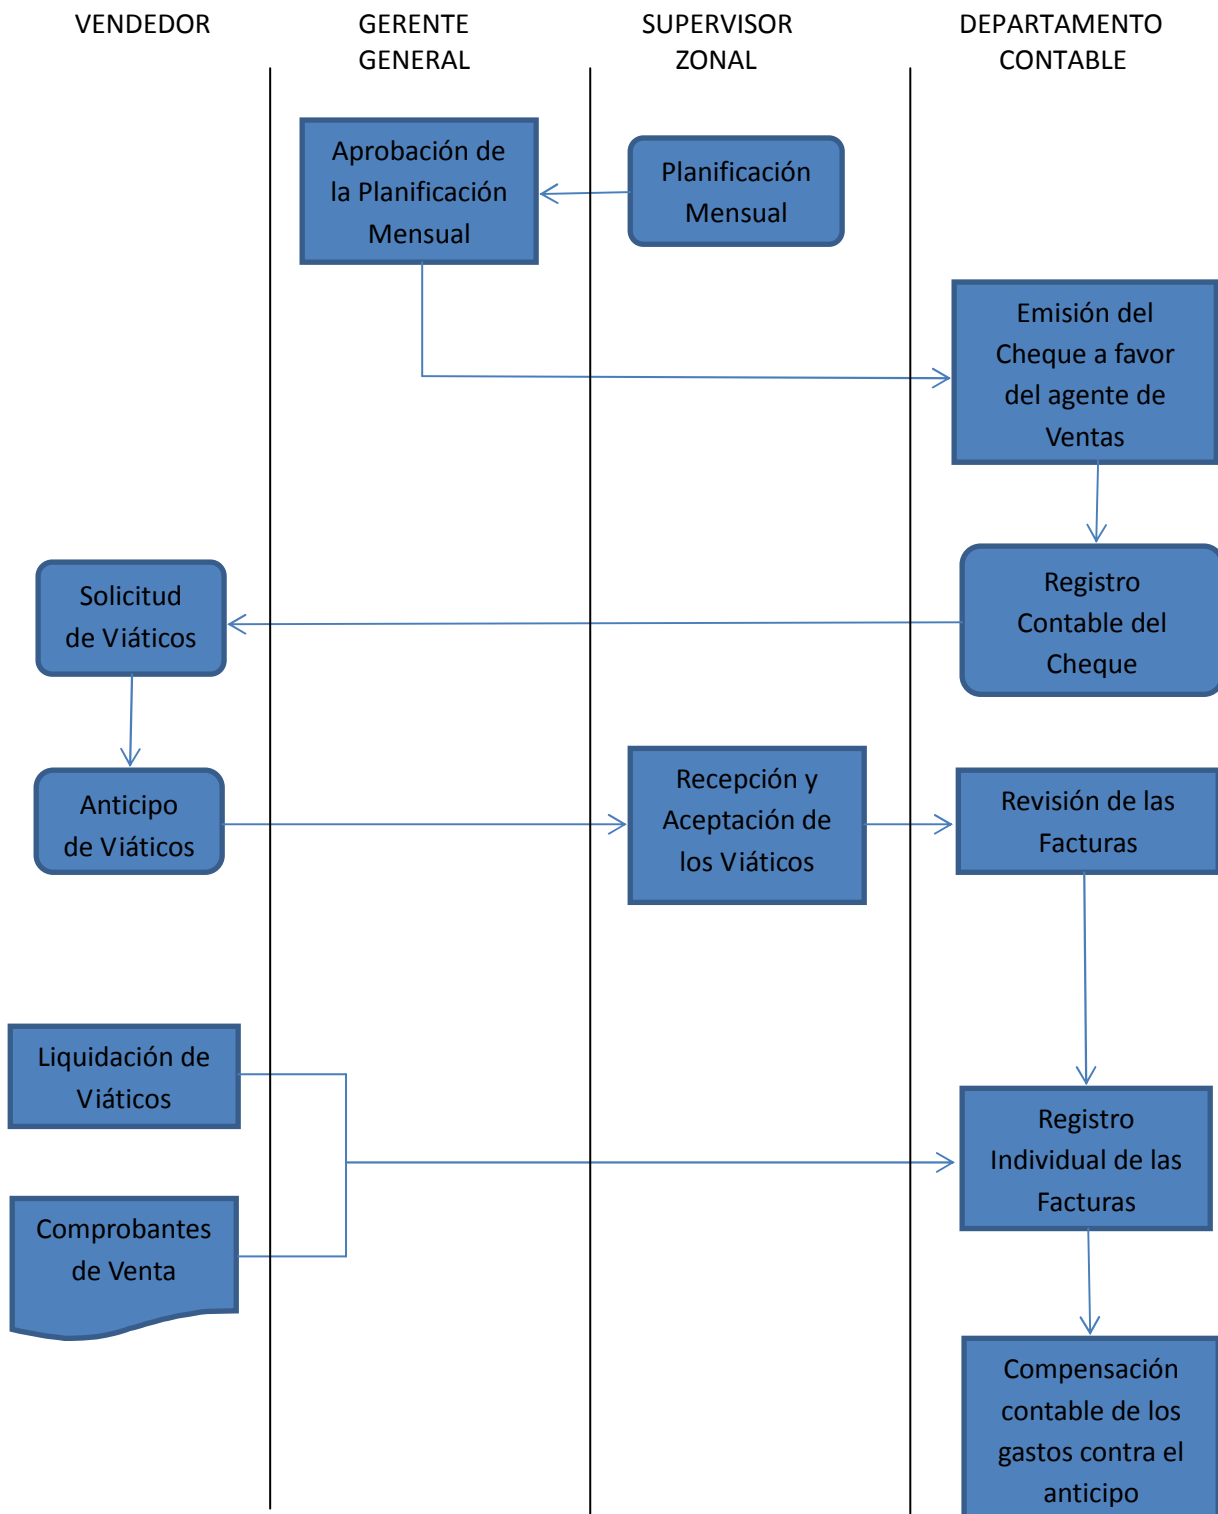 VENDEDOR
GERENTE
GENERAL
SUPERVISOR
ZONAL
DEPARTAMENTO
CONTABLE
Aprobación de
la Planificación
Mensual
Planificación
Mensual
Emisión del
Cheque a favor
del agente de
Ventas
Solicitud
de Viáticos
Registro
Contable del
Cheque
Anticipo
de Viáticos
Recepción y
Aceptación de
los Viáticos
Revisión de las
Facturas
Liquidación de
Viáticos
Registro
Individual de las
Facturas
Comprobantes
de Venta
Compensación
contable de los
gastos contra el
anticipo